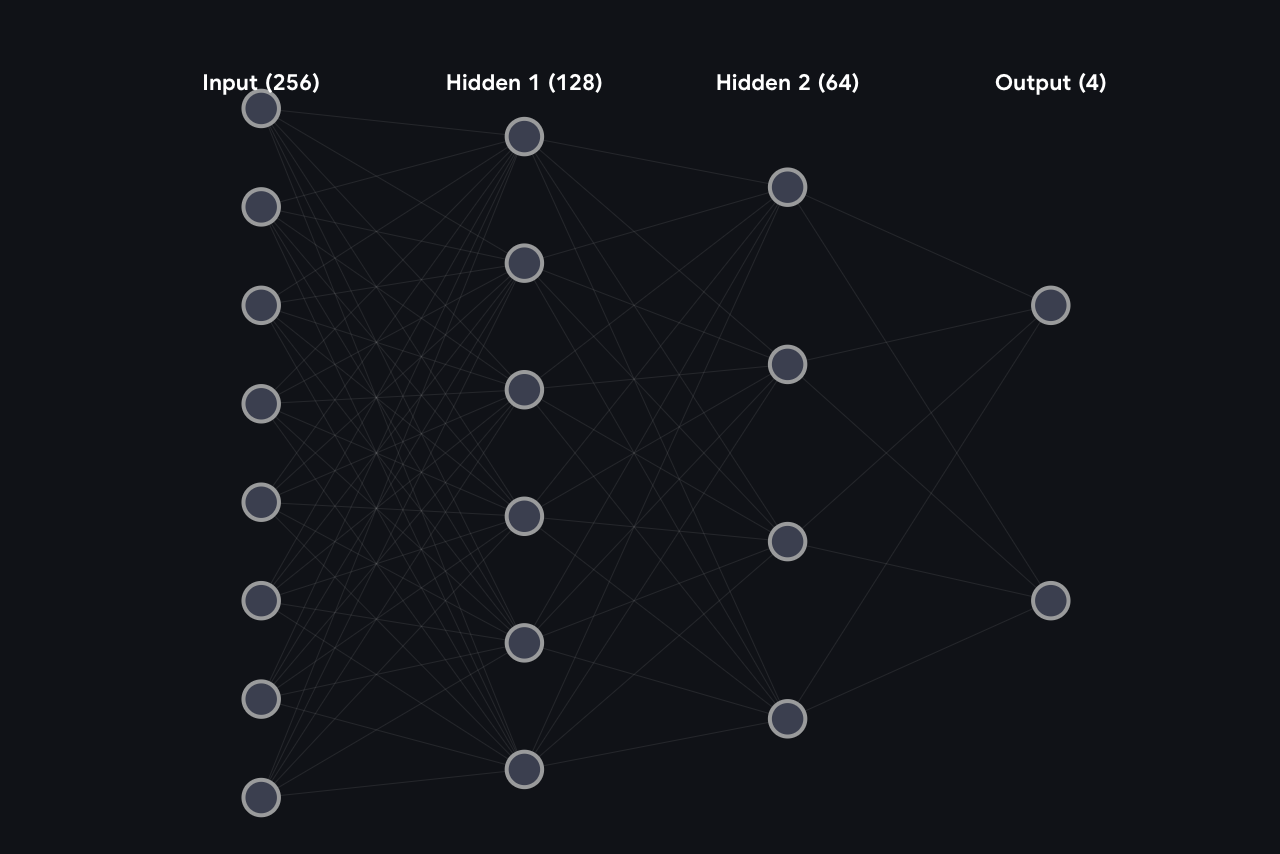 Input (256)
Hidden 1 (128)
Hidden 2 (64)
Output (4)